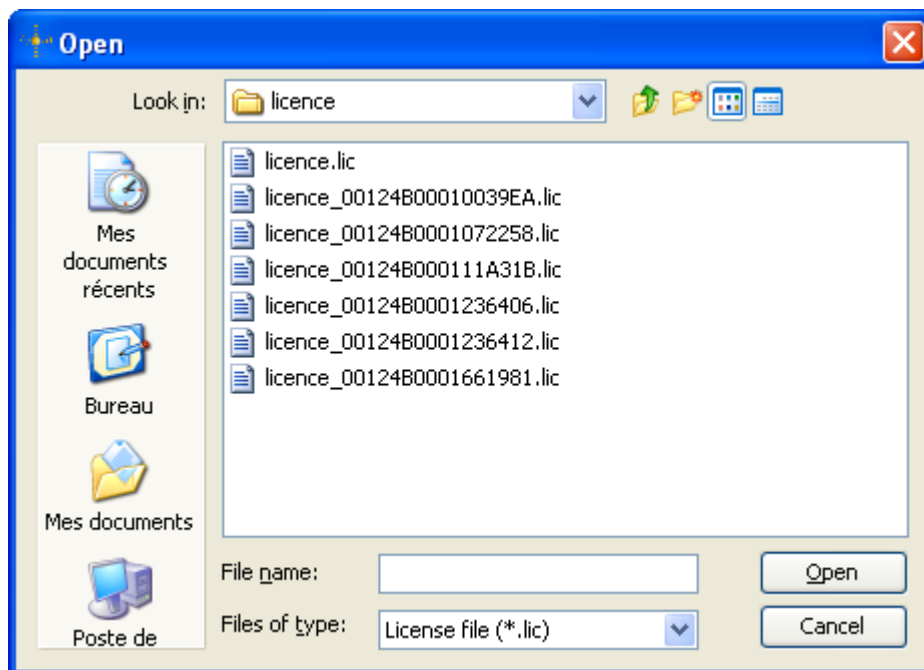 Open
Look in:
licence
licence.lic
licence_00124B00010039EA.lic
licence_00124B0001072258.lic
licence_00124B000111A31B.lic
licence_00124B0001236406.lic
licence_00124B0001236412.lic
licence_00124B0001661981.lic
Mes
documents
récents
Bureau
Mes documents
Poste de
File name:
Open
Files of type:
License file (*.lic)
Cancel